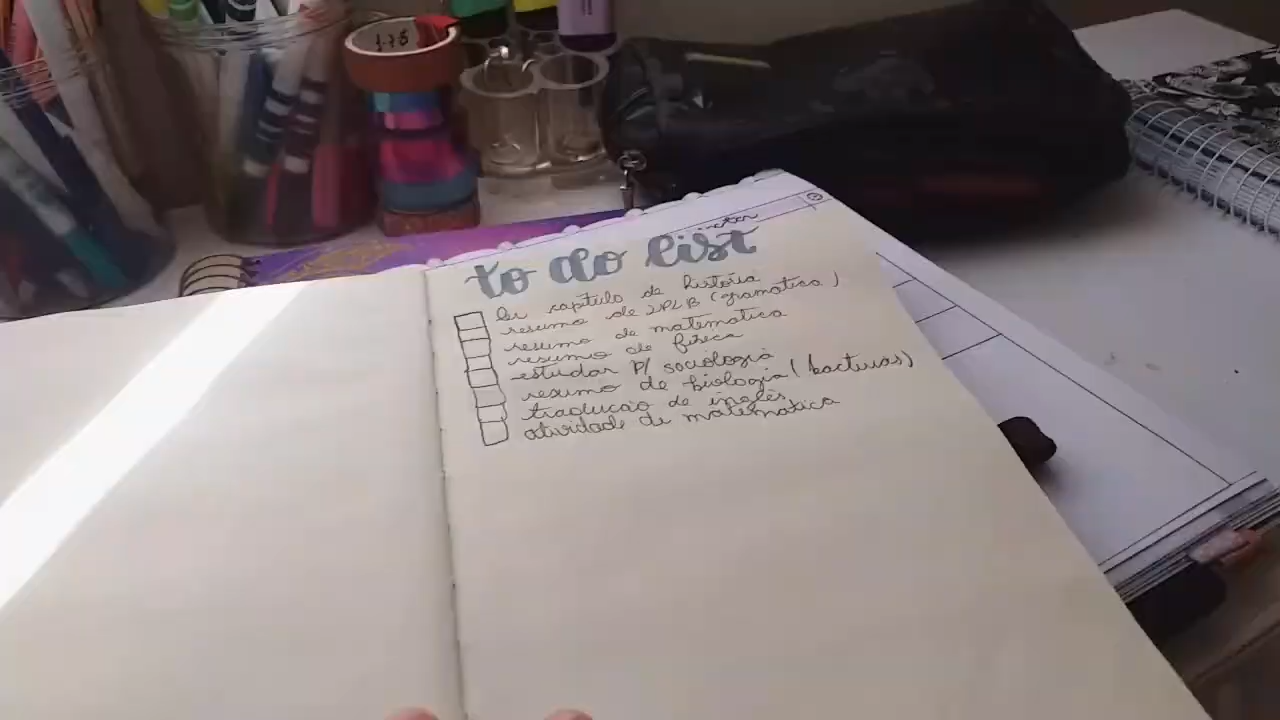 to do list
ler capítulo de história
resumo de IPLB (gramática)
resumo de matemática
resumo de física
estudar p/ sociologia
resumo de biologia (bactérias)
tradução de inglês
atividade de matemática